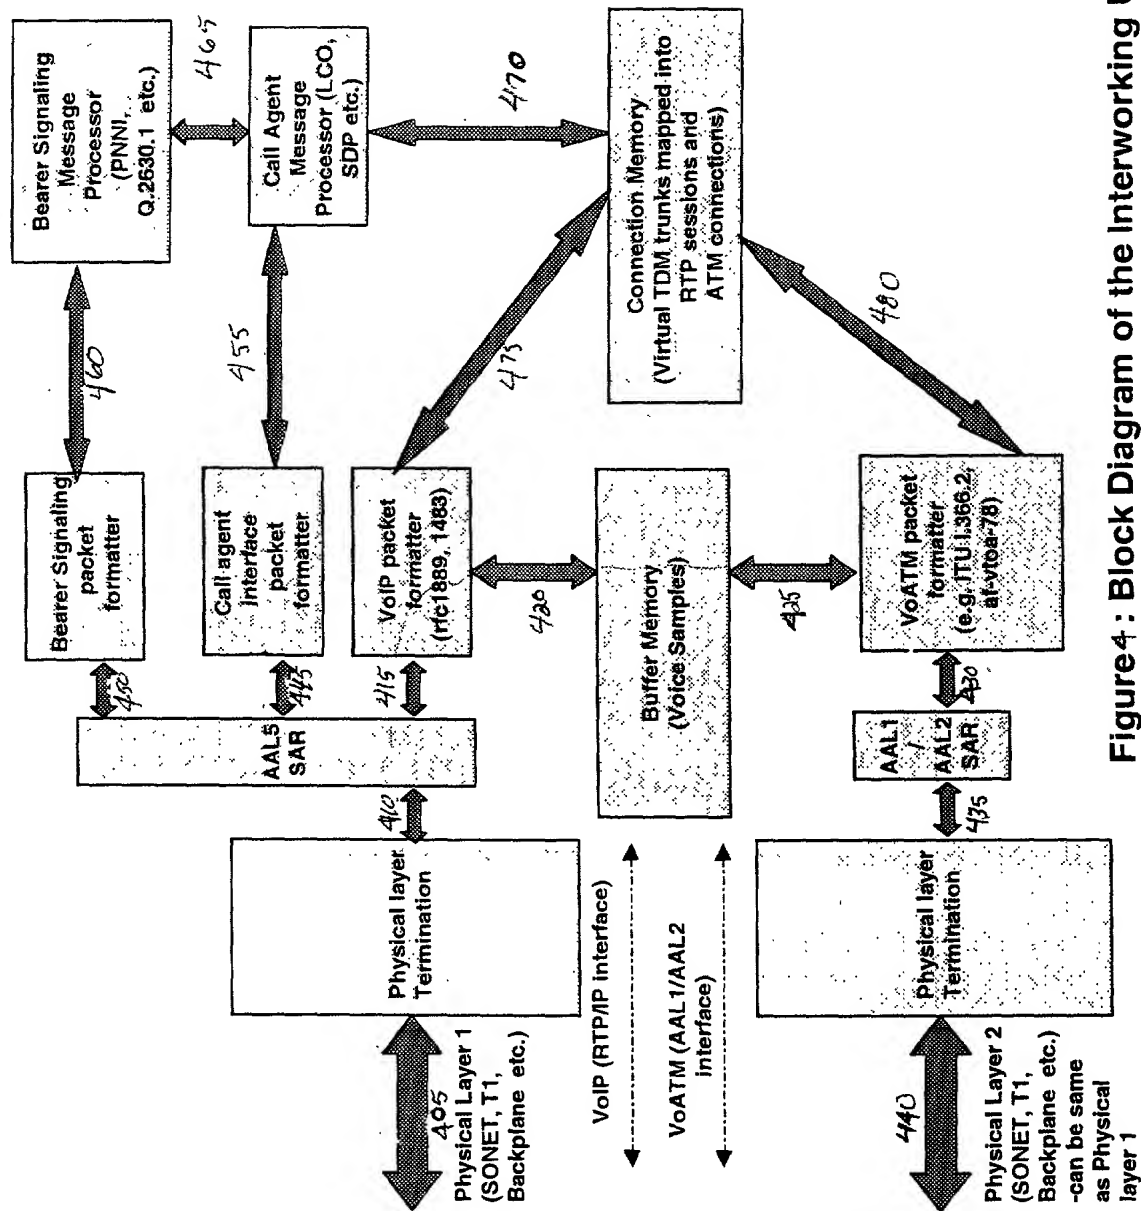 Bearer Signaling
Message
Processor
(PNNI,
Q.2630.1 etc.)
465
Call Agent
Message
Processor (LCO,
SDP etc.)
470
460
455
475
Connection Memory
(Virtual TDM trunks mapped into
RTP sessions and
ATM connections)
480
Bearer Signaling
packet
formatter
Call-agent
Interface
packet
formatter
VoIP packet
formatter
(rfc1889, 1483)
420
Buffer Memory
(Voice Samples)
425
VoATM packet
formatter
(e.g. ITU I.366.2,
af-vtoa-78)
450
445
415
430
AAL5
SAR
AAL1
/
AAL2
SAR
410
435
Physical layer
Termination
Physical layer
Termination
VoIP (RTP/IP interface)
VoATM (AAL1/AAL2
interface)
405
Physical Layer 1
(SONET, T1,
Backplane etc.)
440
Physical Layer 2
(SONET, T1,
Backplane etc.)
-can be same
as Physical
layer 1
Figure4: Block Diagram of the Interworking